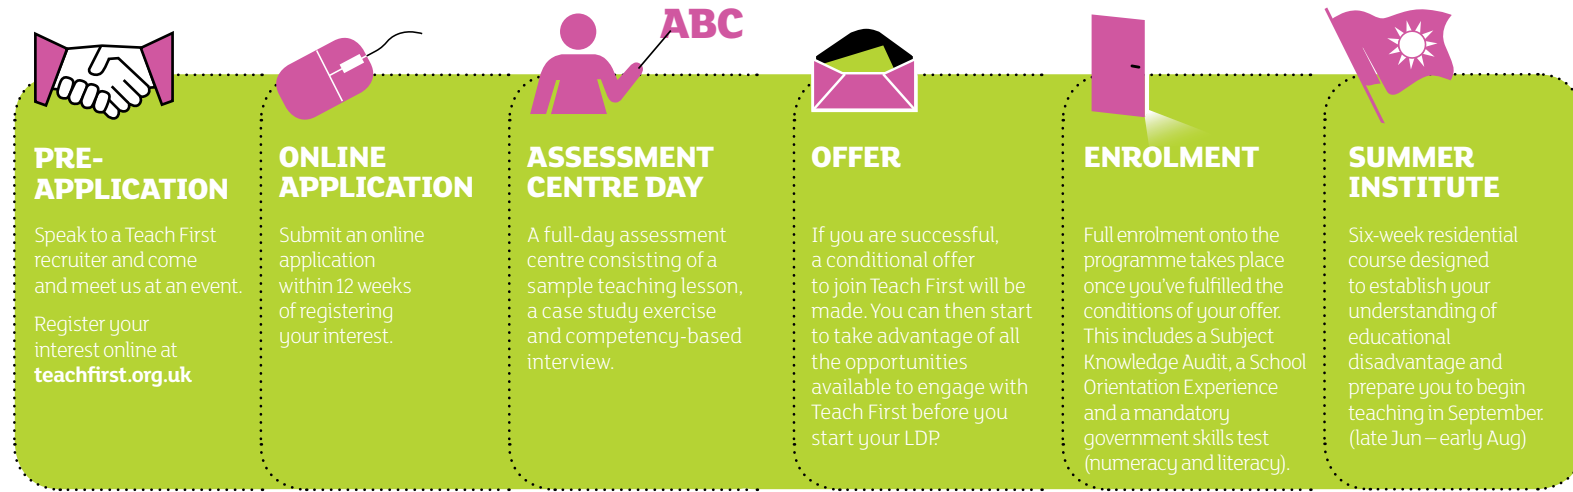 ABC
PRE-
APPLICATION
Speak to a Teach First
recruiter and come
and meet us at an event.
Register your
interest online at
teachfirst.org.uk
ONLINE
APPLICATION
Submit an online
application
within 12 weeks
of registering
your interest.
ASSESSMENT
CENTRE DAY
A full-day assessment
centre consisting of a
sample teaching lesson,
a case study exercise
and competency-based
interview.
OFFER
If you are successful,
a conditional offer
to join Teach First will be
made. You can then start
to take advantage of all
the opportunities
available to engage with
Teach First before you
start your LDP.
ENROLMENT
Full enrolment onto the
programme takes place
once you’ve fulfilled the
conditions of your offer.
This includes a Subject
Knowledge Audit, a School
Orientation Experience
and a mandatory
government skills test
(numeracy and literacy).
SUMMER
INSTITUTE
Six-week residential
course designed
to establish your
understanding of
educational
disadvantage and
prepare you to begin
teaching in September.
(late Jun – early Aug)